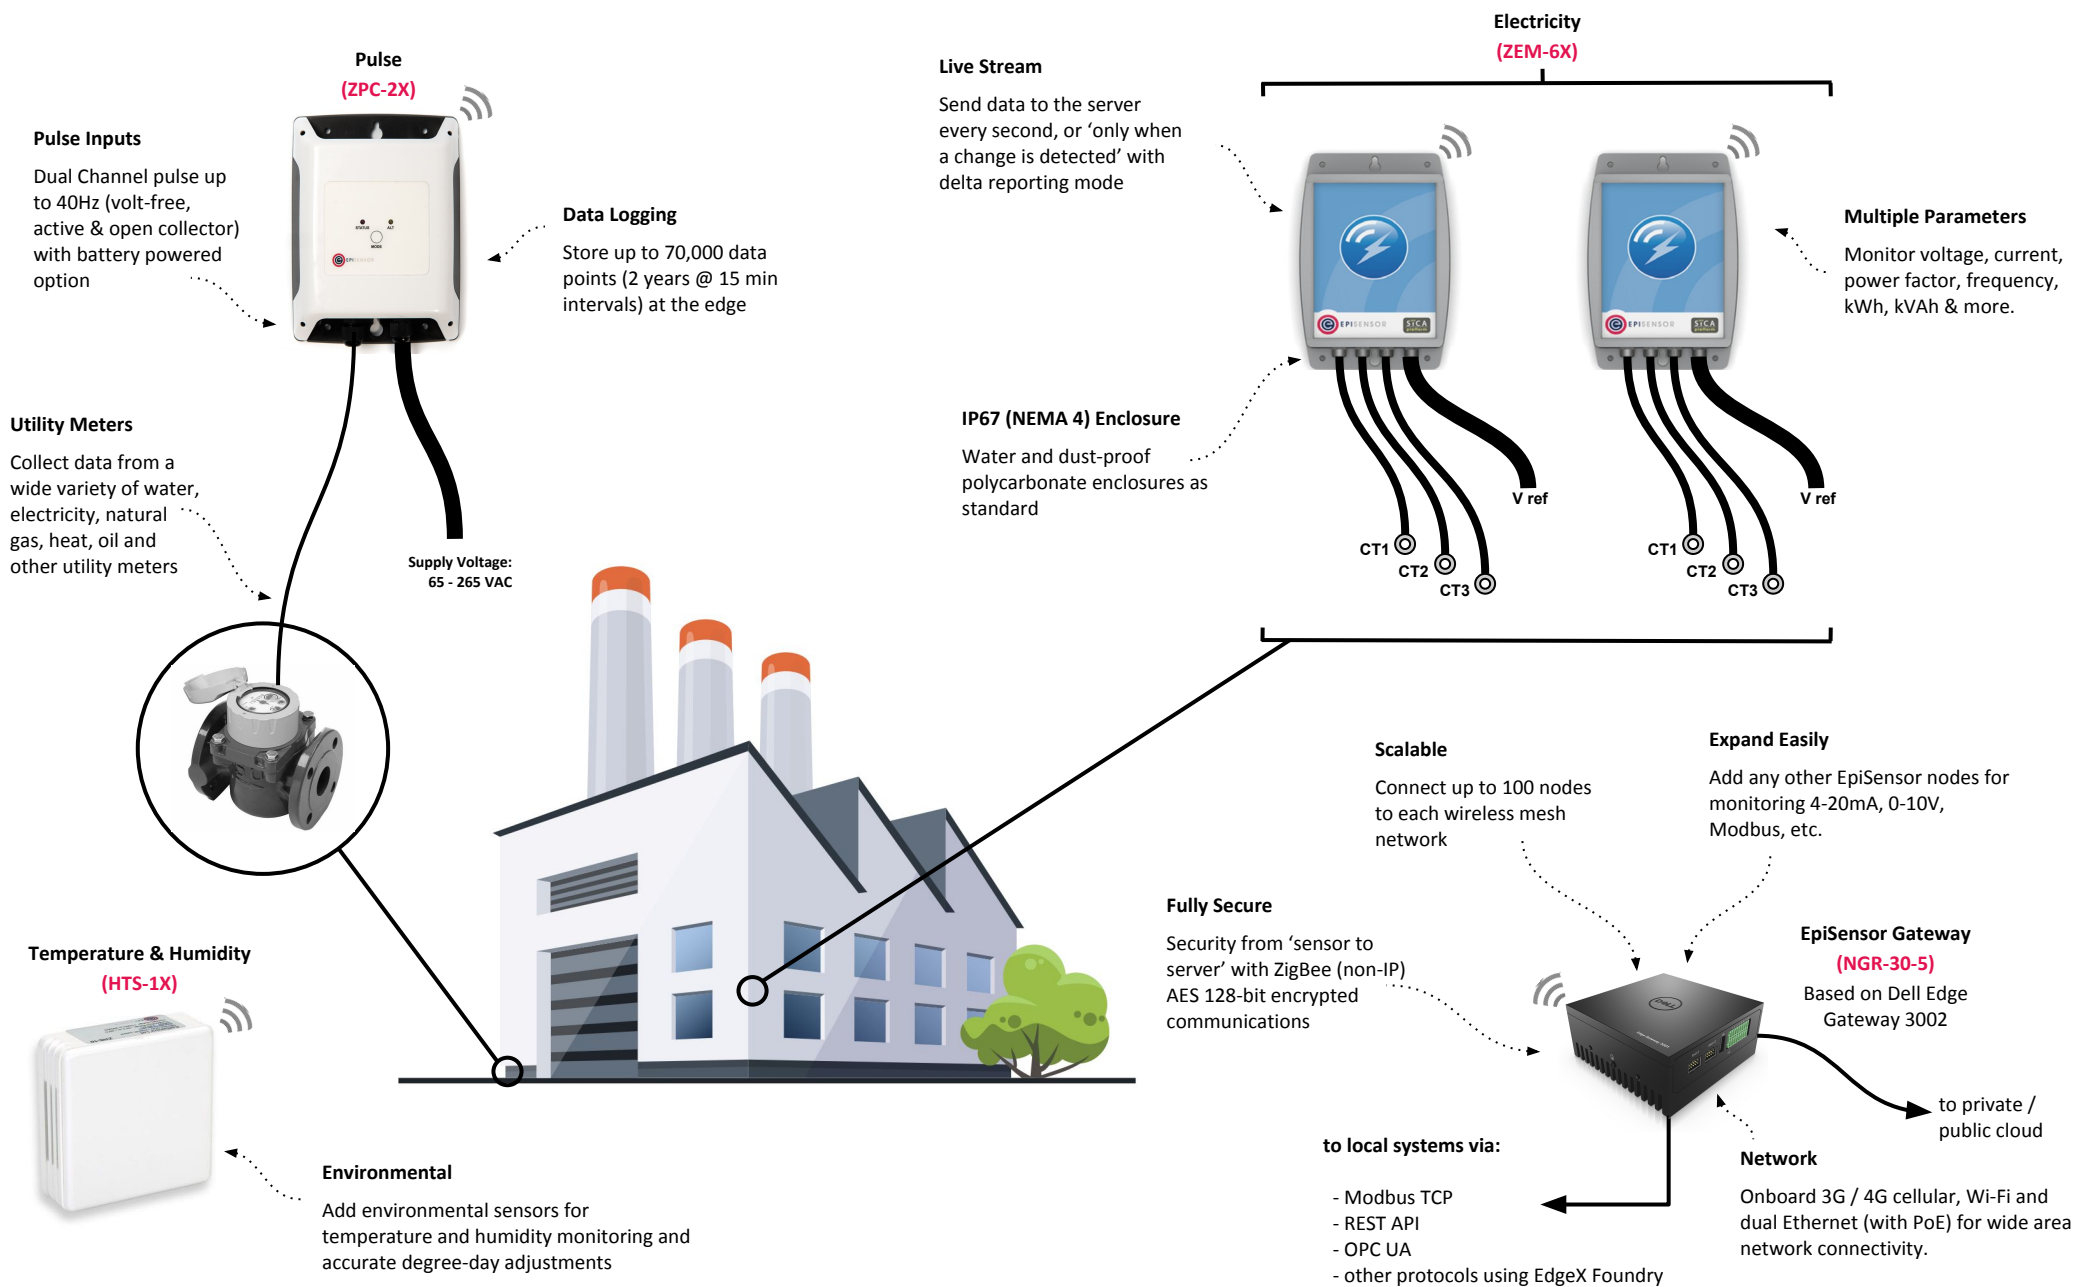 Pulse
(ZPC-2X)
Pulse Inputs
Dual Channel pulse up
to 40Hz (volt-free,
active & open collector)
with battery powered
option
STATUS
ALT
MODE
EPISENSOR
Data Logging
Store up to 70,000 data
points (2 years @ 15 min
intervals) at the edge
Utility Meters
Collect data from a
wide variety of water,
electricity, natural
gas, heat, oil and
other utility meters
Supply Voltage:
65 - 265 VAC
Electricity
(ZEM-6X)
Live Stream
Send data to the server
every second, or ‘only when
a change is detected’ with
delta reporting mode
EPISENSOR
SiCA
platform
EPISENSOR
SiCA
platform
Multiple Parameters
Monitor voltage, current,
power factor, frequency,
kWh, kVAh & more.
IP67 (NEMA 4) Enclosure
Water and dust-proof
polycarbonate enclosures as
standard
V ref
CT1
CT2
CT3
V ref
CT1
CT2
CT3
Scalable
Connect up to 100 nodes
to each wireless mesh
network
Expand Easily
Add any other EpiSensor nodes for
monitoring 4-20mA, 0-10V,
Modbus, etc.
Fully Secure
Security from ‘sensor to
server’ with ZigBee (non-IP)
AES 128-bit encrypted
communications
EpiSensor Gateway
(NGR-30-5)
Based on Dell Edge
Gateway 3002
DELL
to private /
public cloud
Network
Onboard 3G / 4G cellular, Wi-Fi and
dual Ethernet (with PoE) for wide area
network connectivity.
to local systems via:
- Modbus TCP
- REST API
- OPC UA
- other protocols using EdgeX Foundry
Temperature & Humidity
(HTS-1X)
Environmental
Add environmental sensors for
temperature and humidity monitoring and
accurate degree-day adjustments